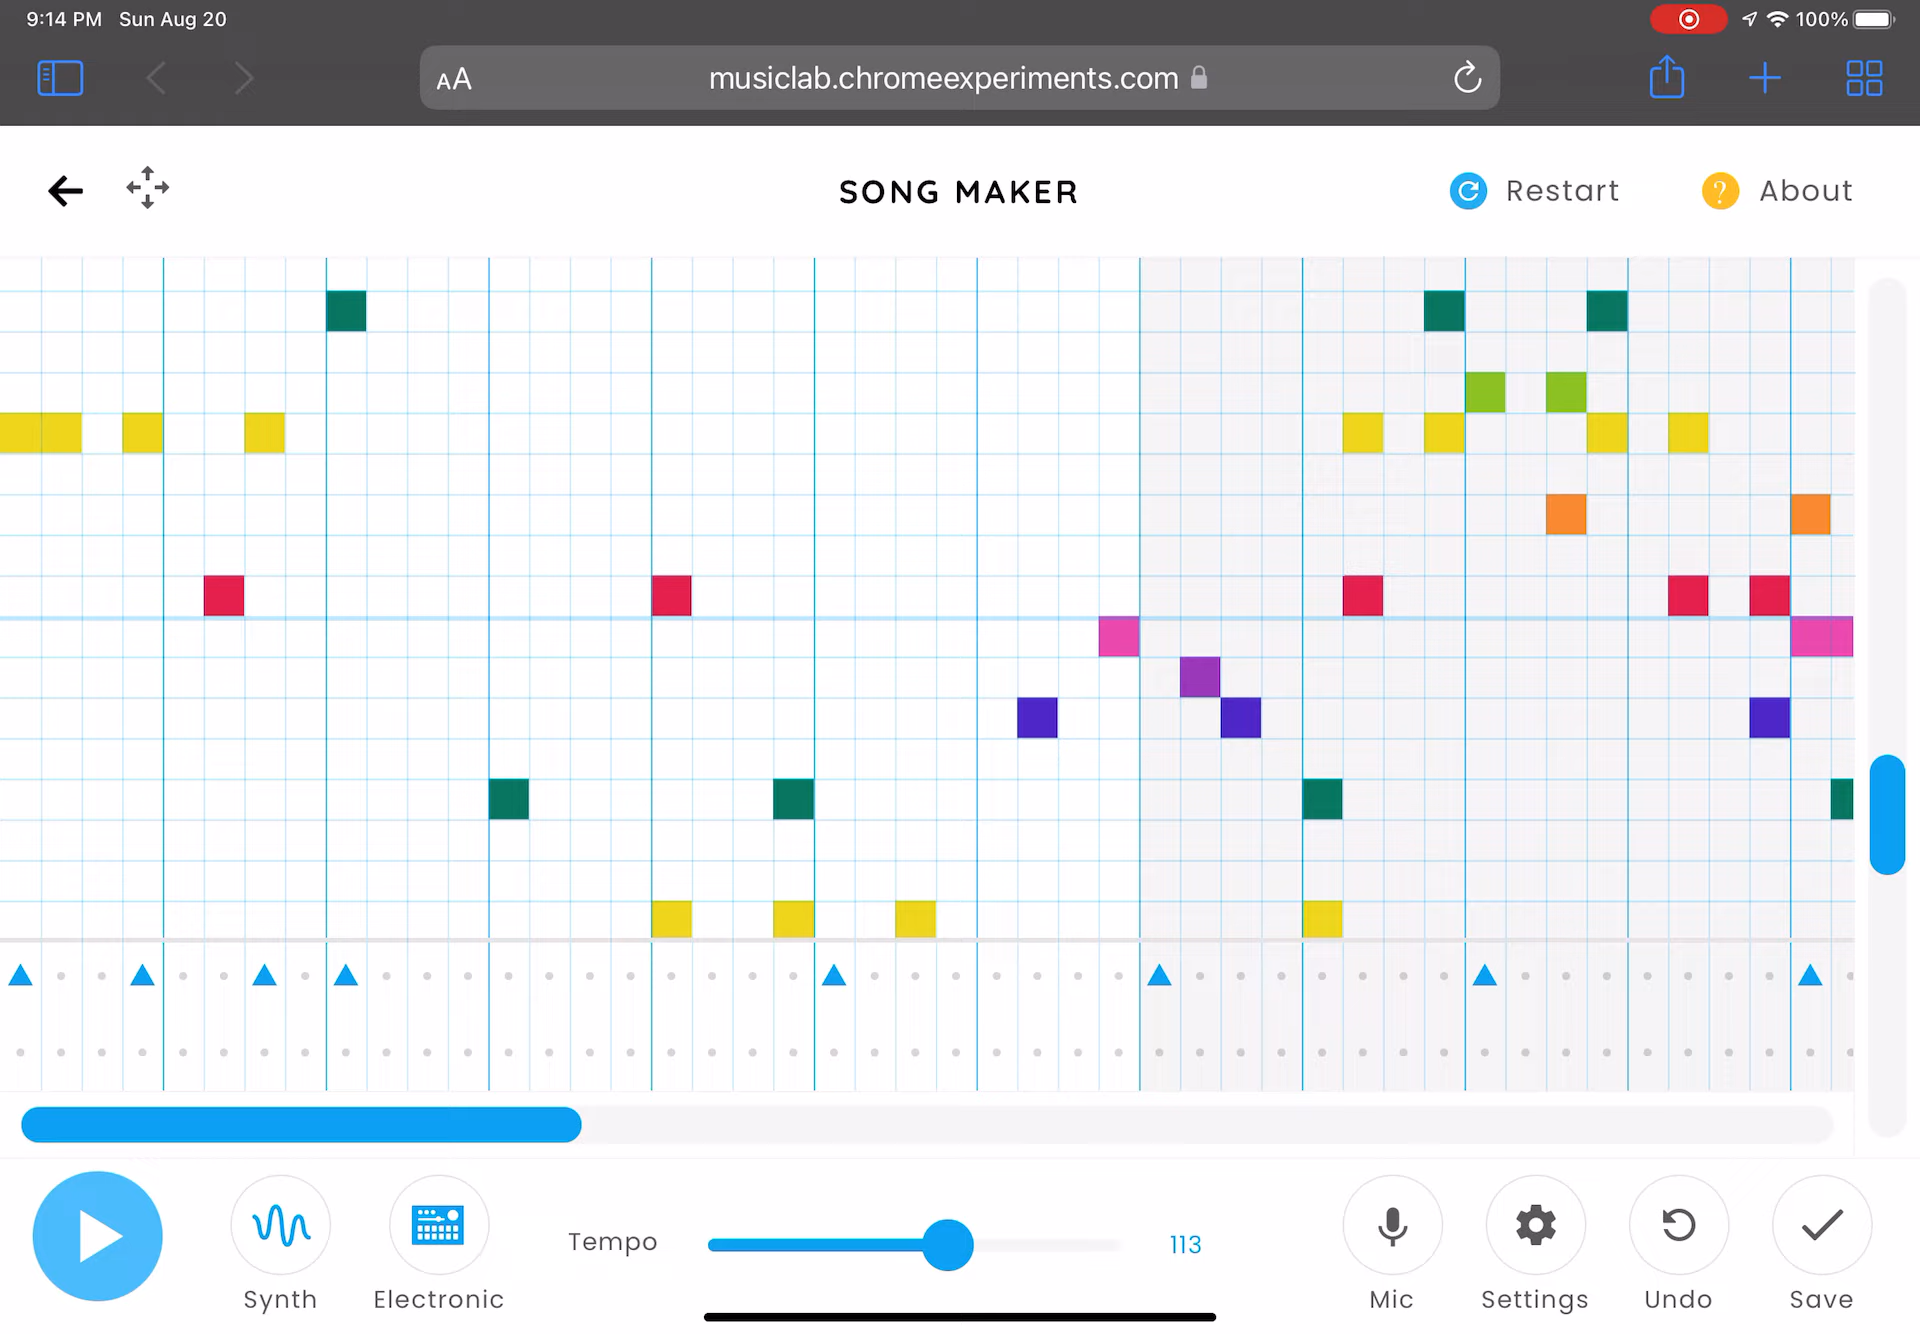 9:14 PM Sun Aug 20
100%
AA
musiclab.chromeexperiments.com
SONG MAKER
Restart
? About
Tempo
113
Synth
Electronic
Mic
Settings
Undo
Save